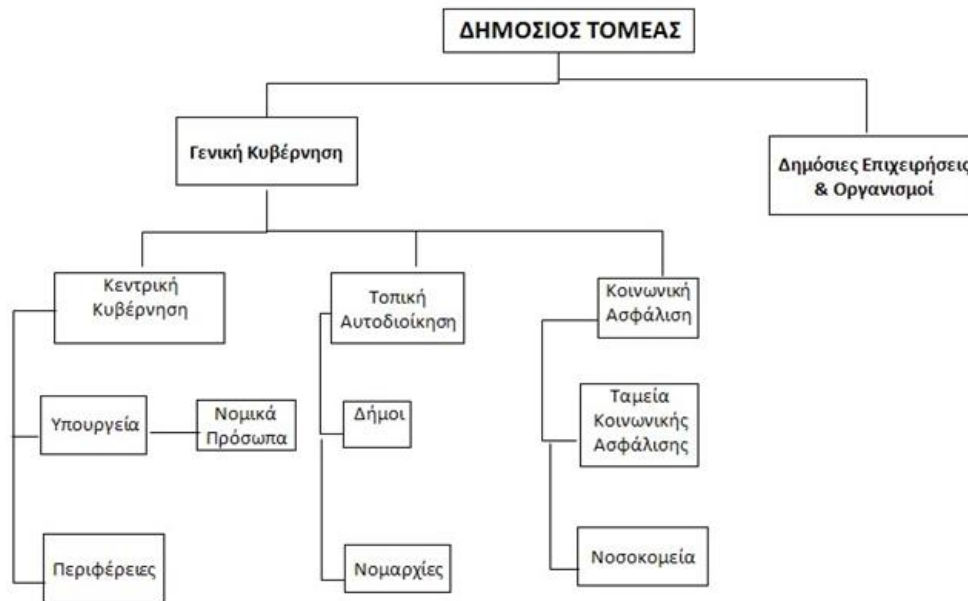 ΔΗΜΟΣΙΟΣ ΤΟΜΕΑΣ
Γενική Κυβέρνηση
Δημόσιες Επιχειρήσεις
& Οργανισμοί
Κεντρική
Κυβέρνηση
Τοπική
Αυτοδιοίκηση
Κοινωνική
Ασφάλιση
Υπουργεία
Νομικά
Πρόσωπα
Δήμοι
Ταμεία
Κοινωνικής
Ασφάλισης
Περιφέρειες
Νομαρχίες
Νοσοκομεία